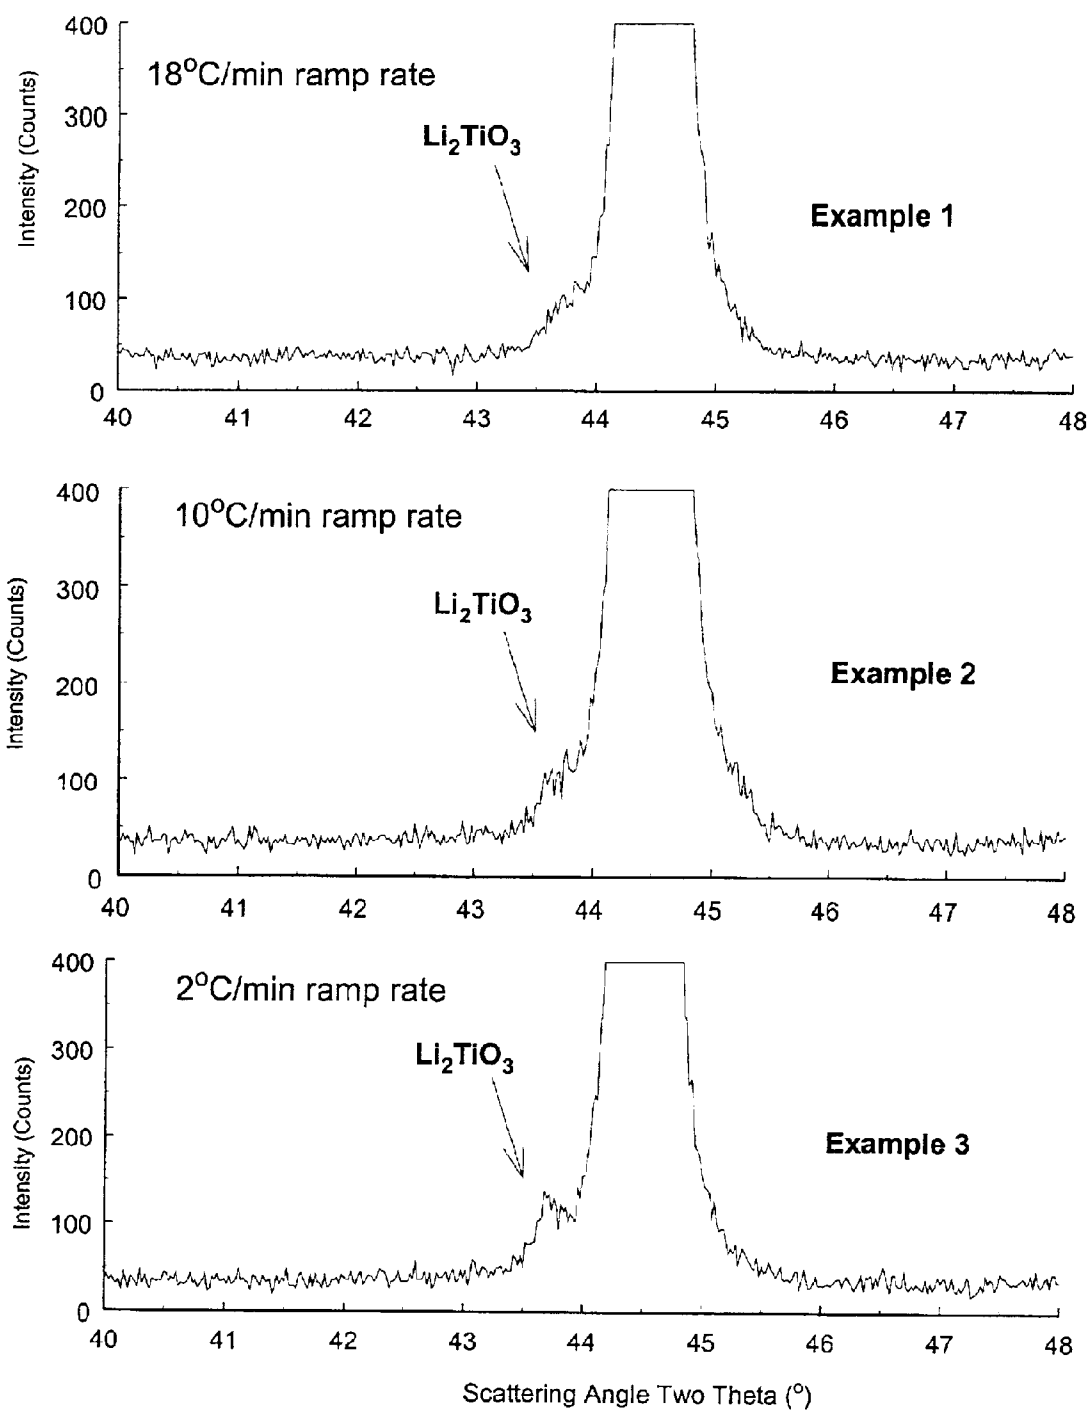 400
18°C/min ramp rate
Li2TiO3
300
Intensity (Counts)
200
Example 1
100
0
40 41 42 43 44 45 46 47 48
400
10°C/min ramp rate
300
Li2TiO3
Intensity (Counts)
200
Example 2
100
0
40 41 42 43 44 45 46 47 48
400
2°C/min ramp rate
300
Li2TiO3
Intensity (Counts)
200
Example 3
100
0
40 41 42 43 44 45 46 47 48
Scattering Angle Two Theta (°)